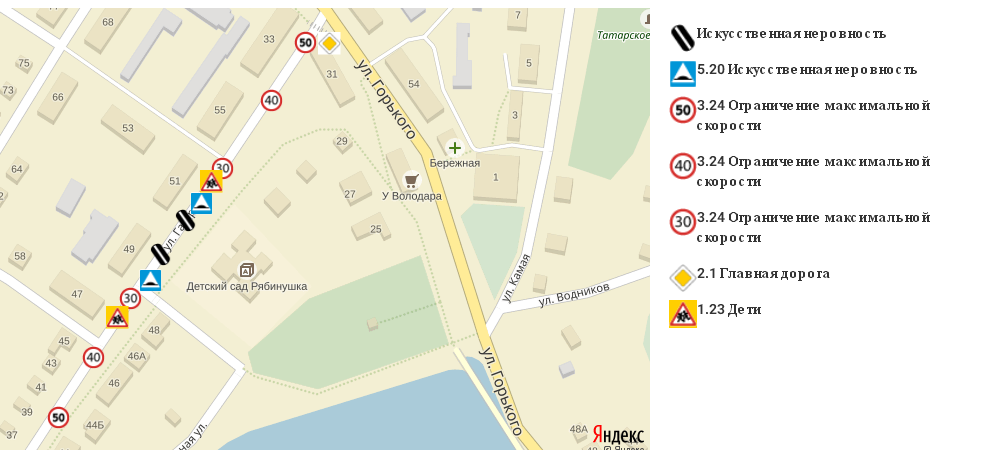 68
66
73
75
53
33
31
55
54
7
5
3
Татарское
50
40
30
ул. Горького
29
Бережная
1
У Володара
64
51
27
25
58
49
47
Детский сад Рябинушка
ул. Камая
ул. Водников
30
40
50
45
43
41
39
37
48
46А
46
44Б
ул. Горького
ная ул.
48А
Яндекс
© Яндекс
Искусственная неровность
5.20 Искусственная неровность
50
3.24 Ограничение максимальной
скорости
40
3.24 Ограничение максимальной
скорости
30
3.24 Ограничение максимальной
скорости
2.1 Главная дорога
1.23 Дети